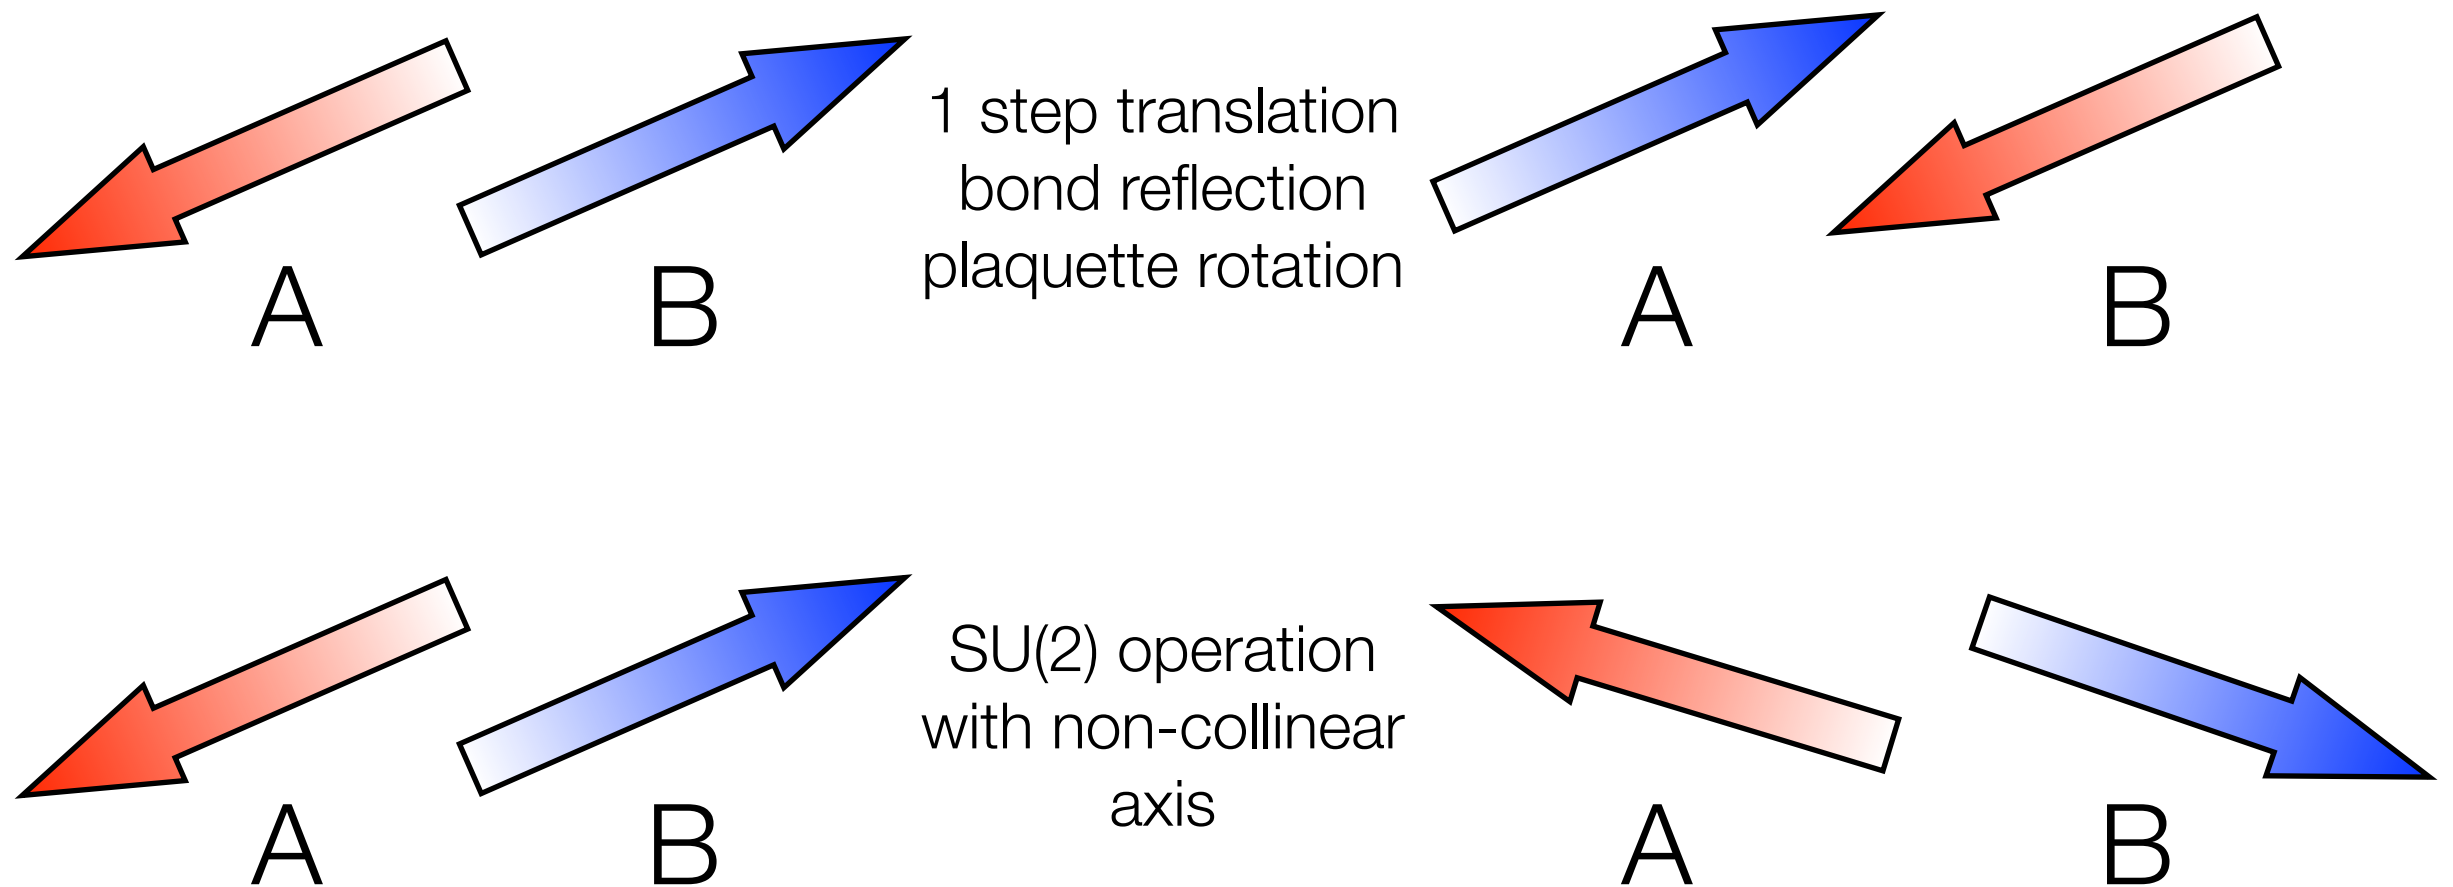 1 step translation
bond reflection
plaquette rotation
A B A B
SU(2) operation
with non-collinear
axis
A B A B